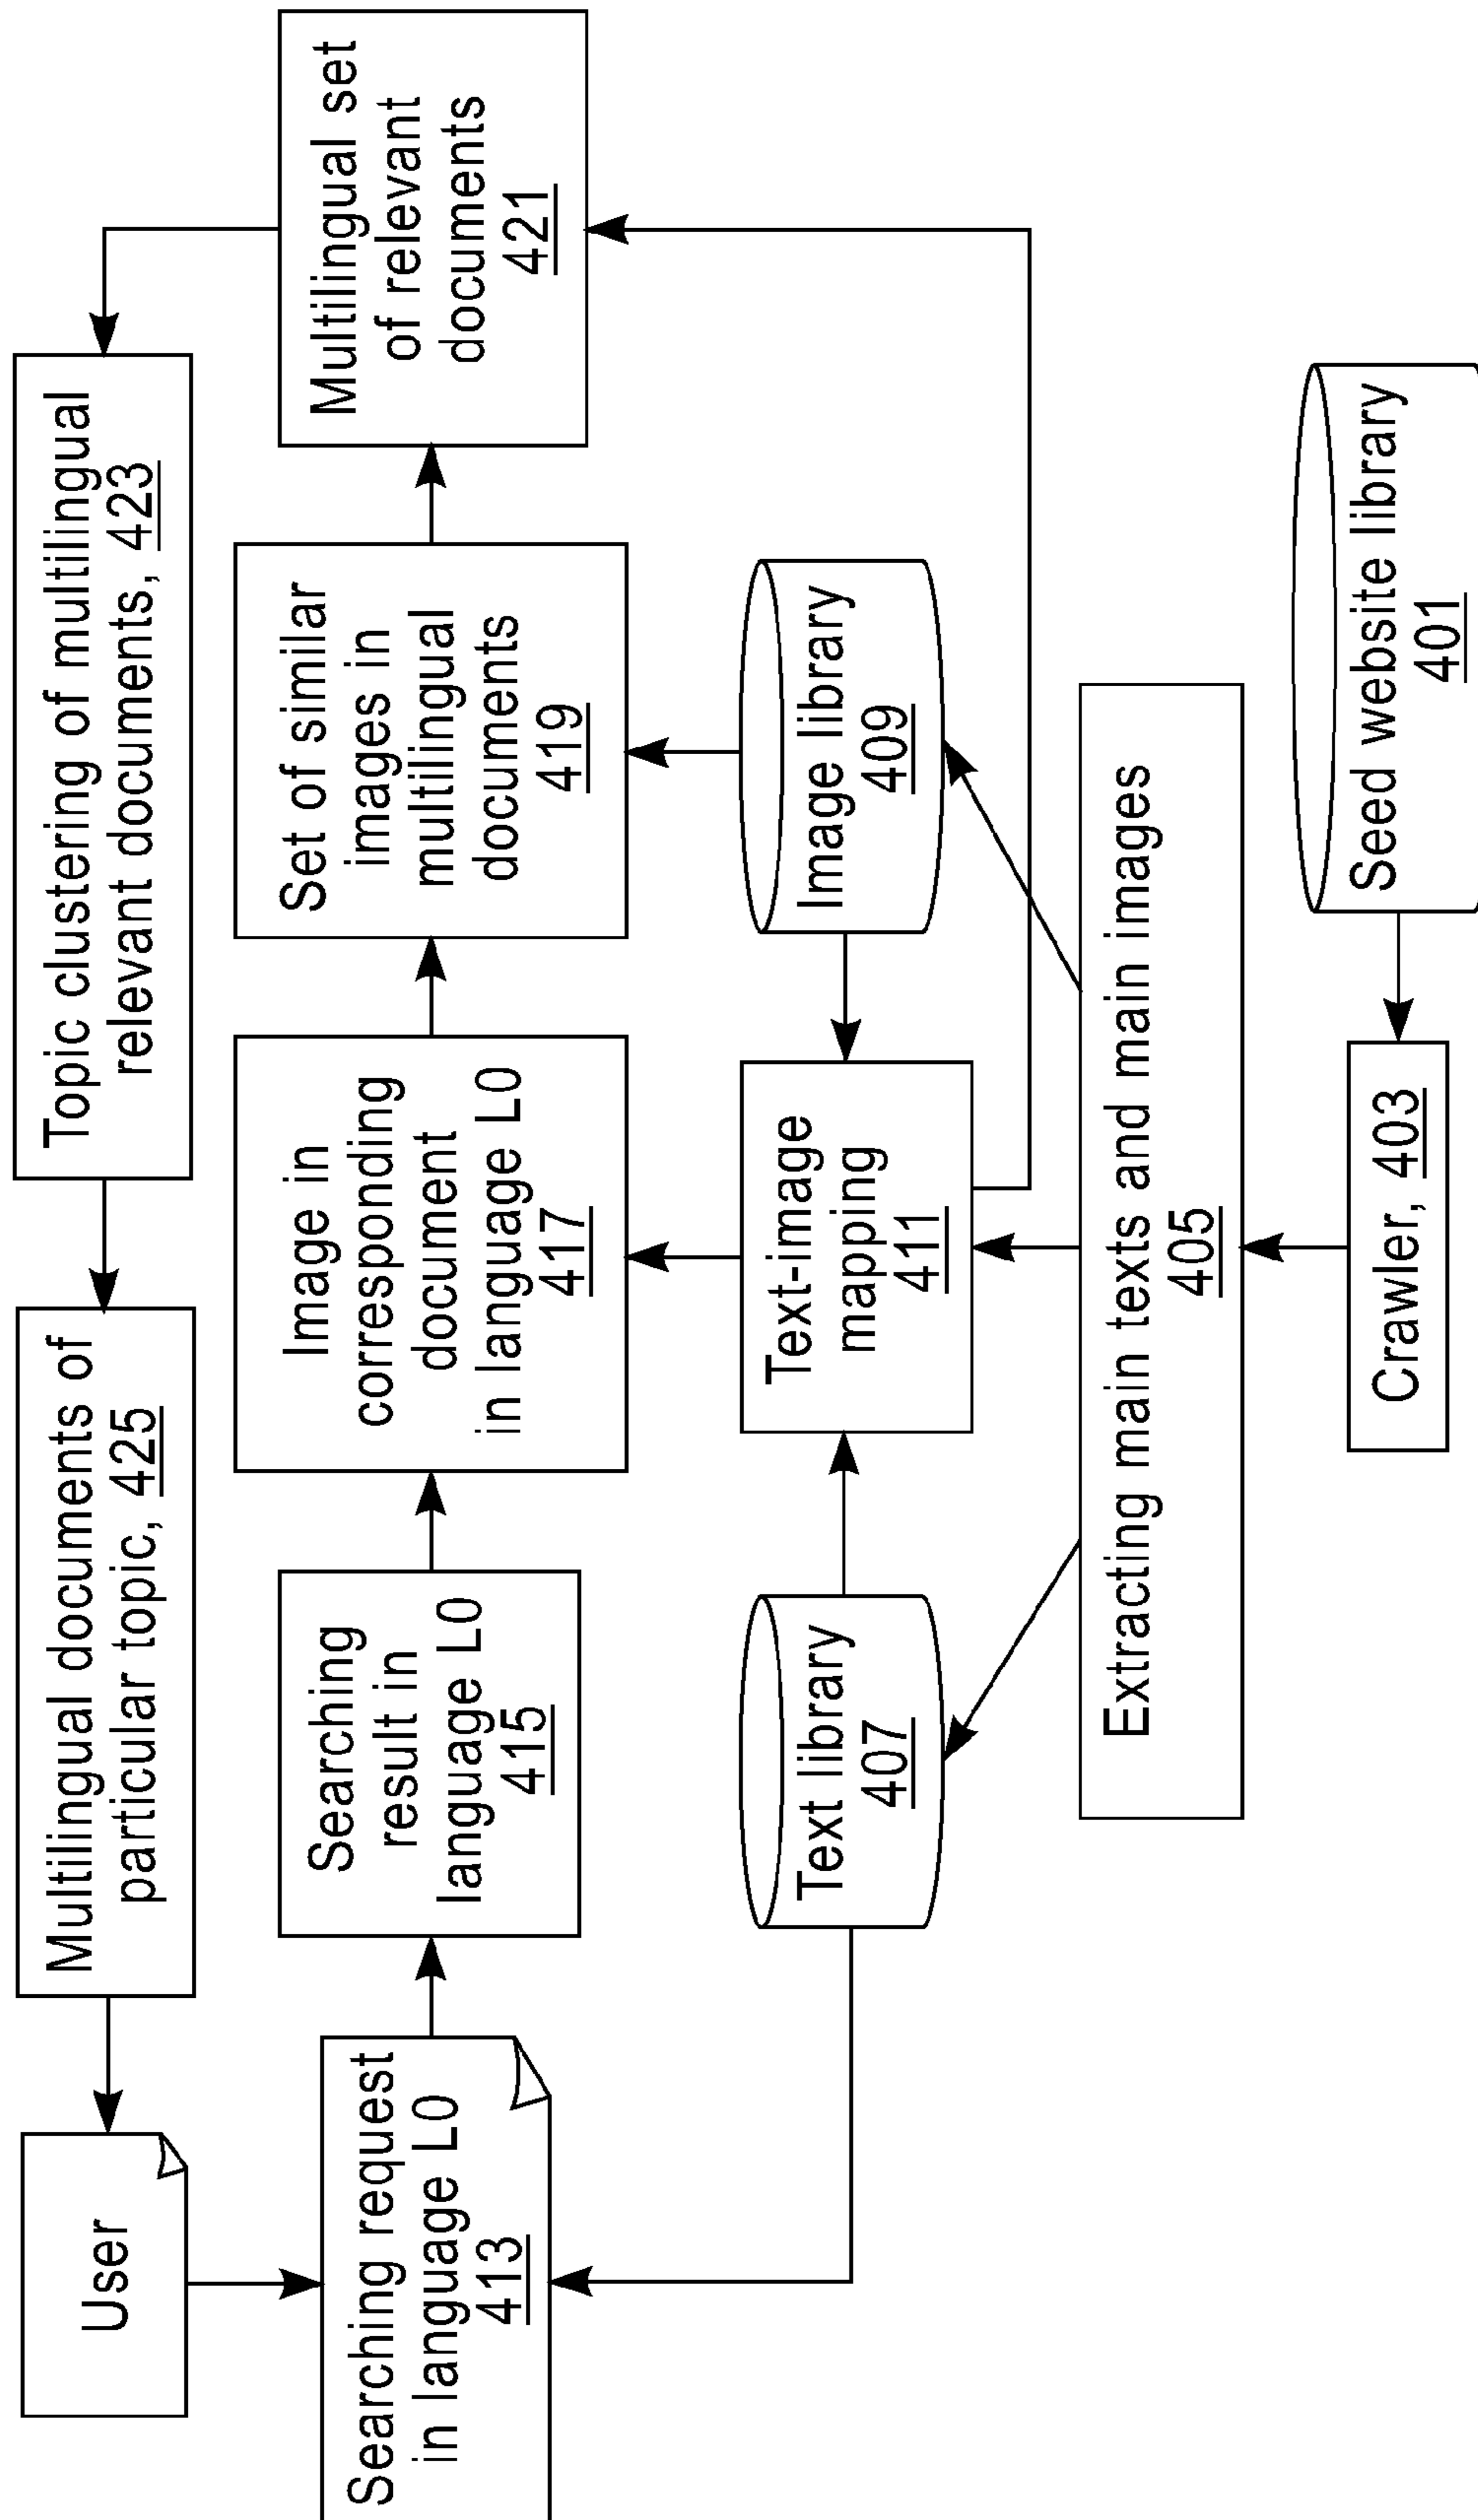 User
Multilingual documents of
particular topic, 425
Topic clustering of multilingual
relevant documents, 423
Searching request
in language L0
413
Searching
result in
language L0
415
Image in
corresponding
document
in language L0
417
Set of similar
images in
multilingual
documents
419
Multilingual set
of relevant
documents
421
Text library
407
Text-image
mapping
411
Image library
409
Extracting main texts and main images
405
Crawler, 403
Seed website library
401